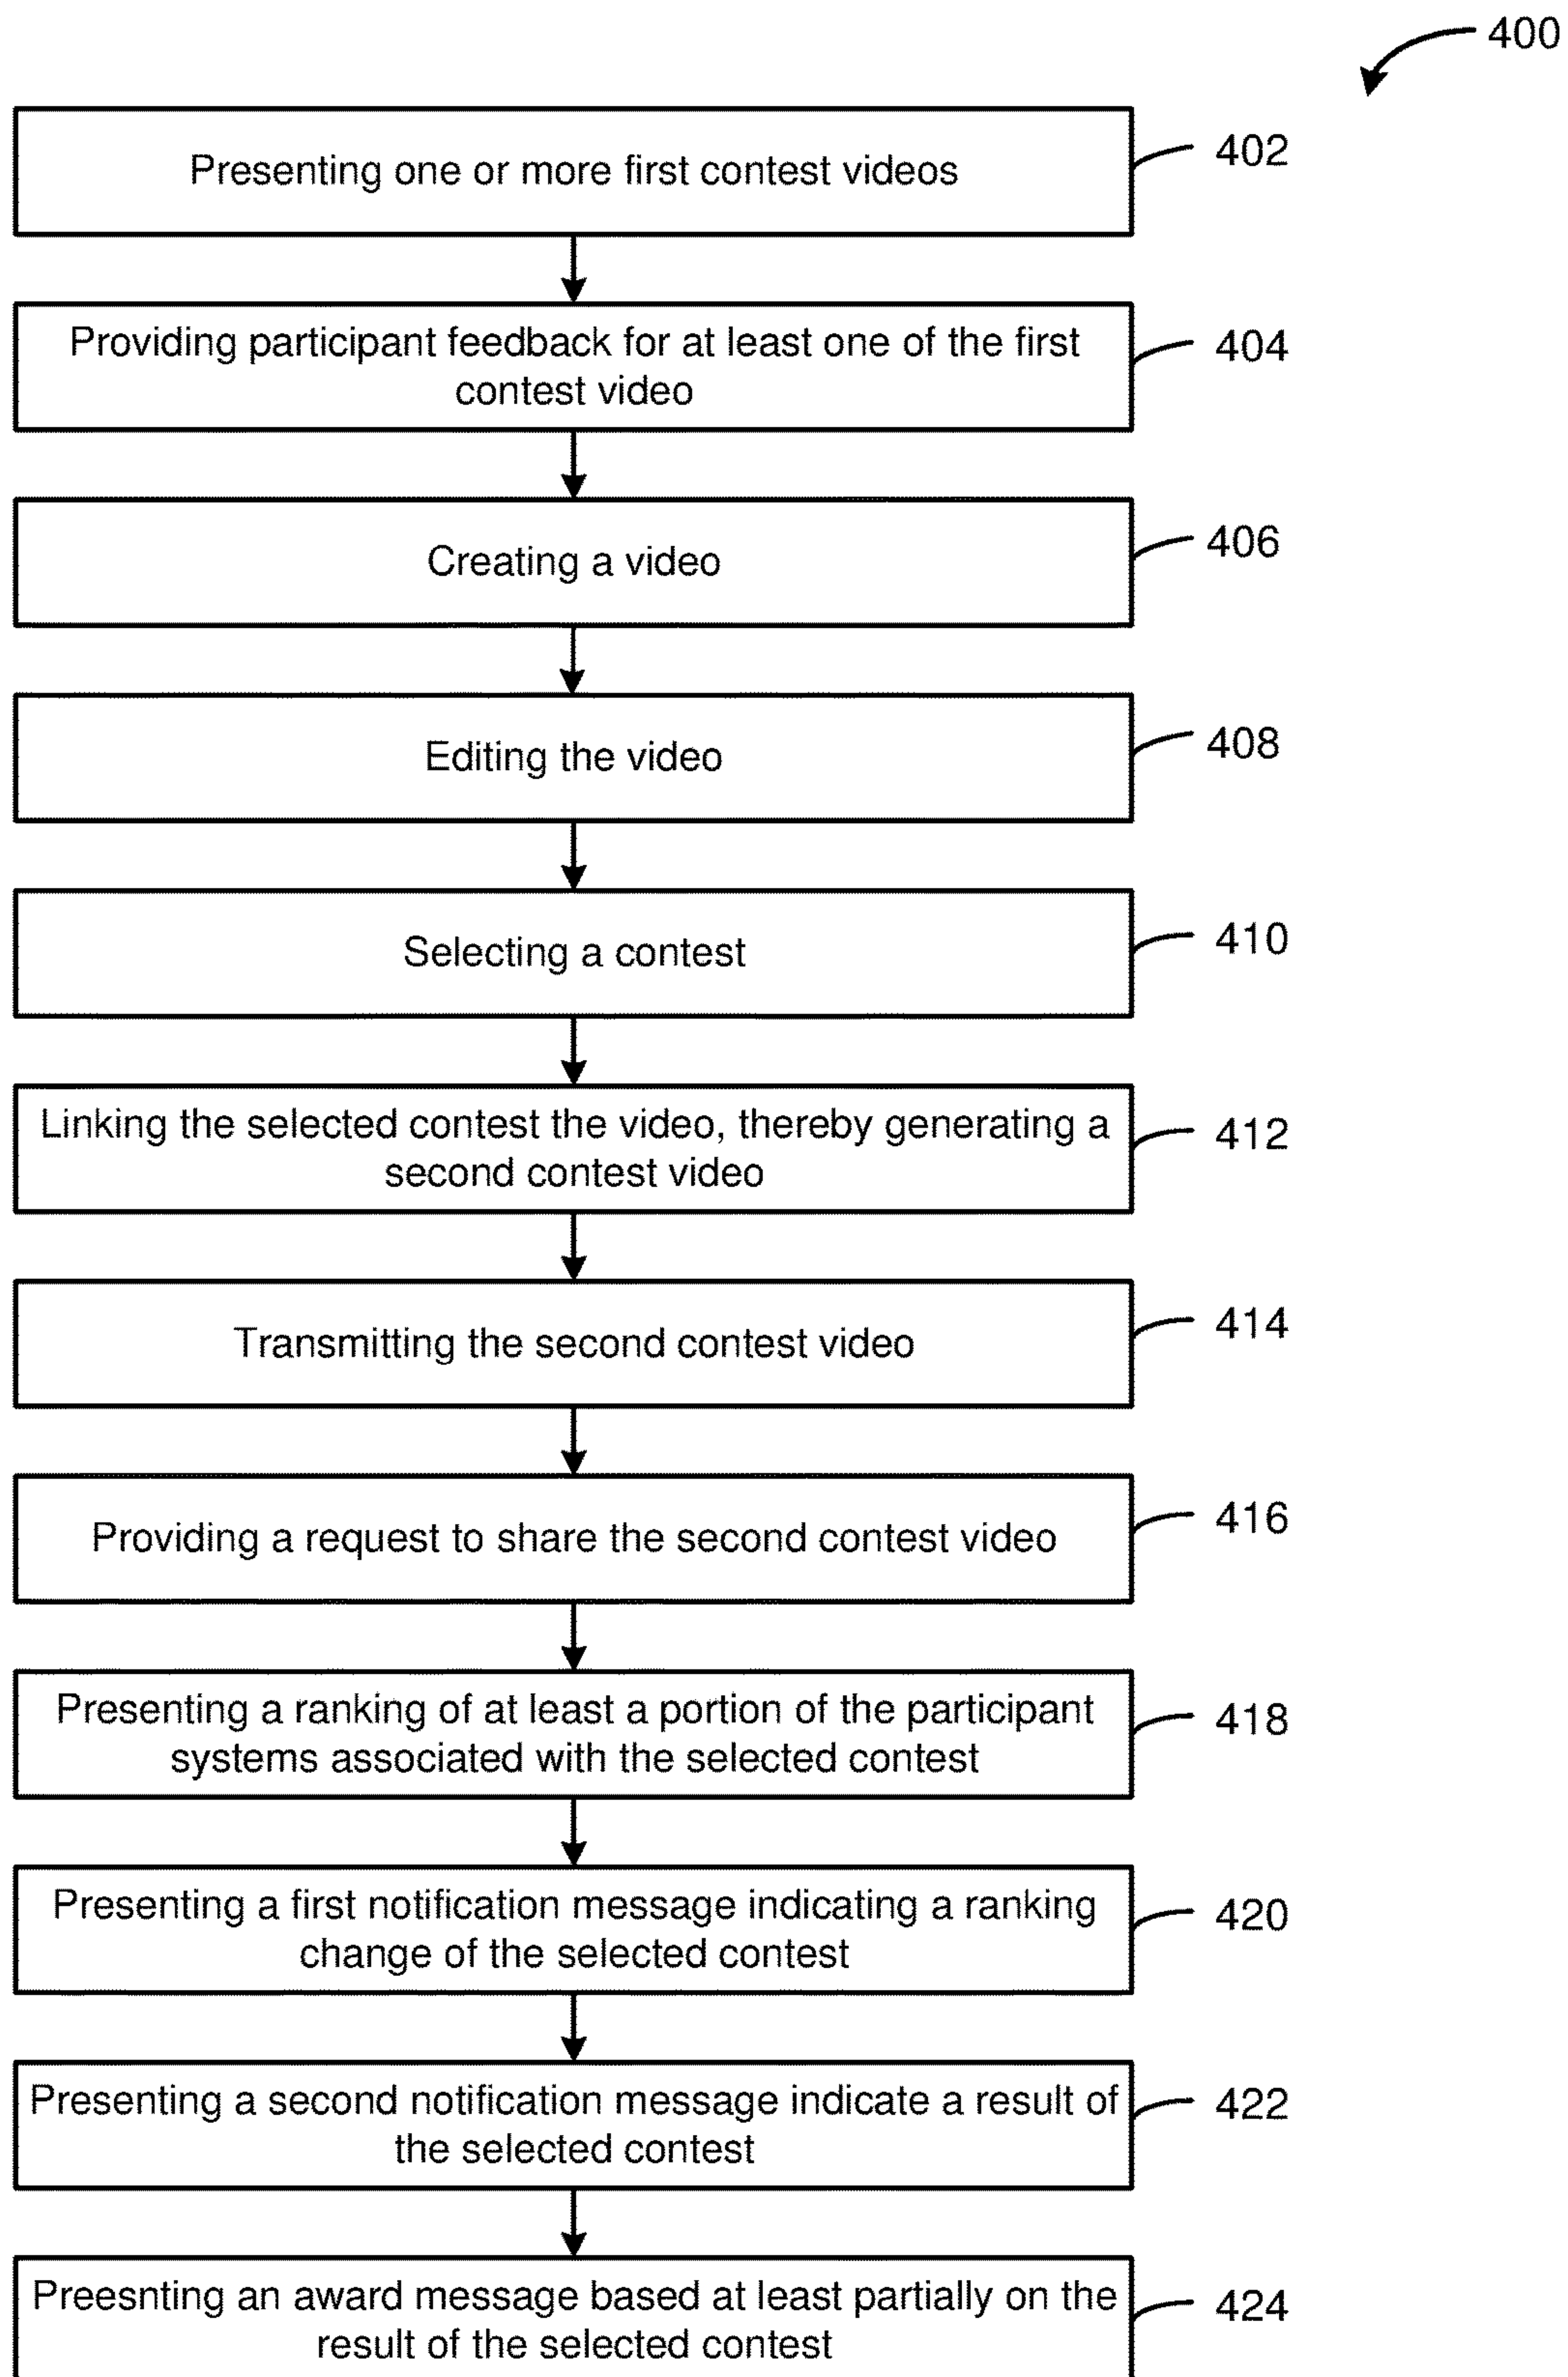 400
Presenting one or more first contest videos
402
Providing participant feedback for at least one of the first
contest video
404
Creating a video
406
Editing the video
408
Selecting a contest
410
Linking the selected contest the video, thereby generating a
second contest video
412
Transmitting the second contest video
414
Providing a request to share the second contest video
416
Presenting a ranking of at least a portion of the participant
systems associated with the selected contest
418
Presenting a first notification message indicating a ranking
change of the selected contest
420
Presenting a second notification message indicate a result of
the selected contest
422
Preesnting an award message based at least partially on the
result of the selected contest
424